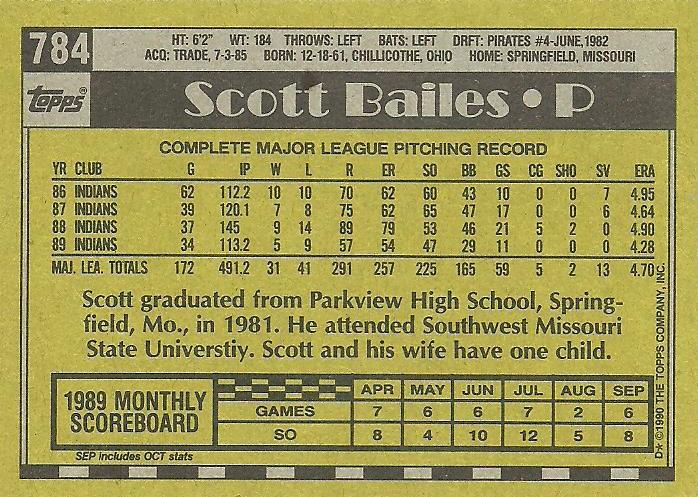 784
HT: 6'2" WT: 184 THROWS: LEFT BATS: LEFT DRFT: PIRATES #4-JUNE,1982
ACQ: TRADE, 7-3-85 BORN: 12-18-61, CHILLICOTHE, OHIO HOME: SPRINGFIELD, MISSOURI
Topps®
Scott Bailes • P
COMPLETE MAJOR LEAGUE PITCHING RECORD
YR CLUB G IP W L R ER SO BB GS CG SHO SV ERA
86 INDIANS 62 112.2 10 10 70 62 60 43 10 0 0 7 4.95
87 INDIANS 39 120.1 7 8 75 62 65 47 17 0 0 6 4.64
88 INDIANS 37 145 9 14 89 79 53 46 21 5 2 0 4.90
89 INDIANS 34 113.2 5 9 57 54 47 29 11 0 0 0 4.28
MAJ. LEA. TOTALS 172 491.2 31 41 291 257 225 165 59 5 2 13 4.70
Scott graduated from Parkview High School, Spring-
field, Mo., in 1981. He attended Southwest Missouri
State Universtiy. Scott and his wife have one child.
1989 MONTHLY
SCOREBOARD
APR MAY JUN JUL AUG SEP
GAMES 7 6 6 7 2 6
SO 8 4 10 12 5 8
SEP includes OCT stats
D* ©1990 THE TOPPS COMPANY, INC.